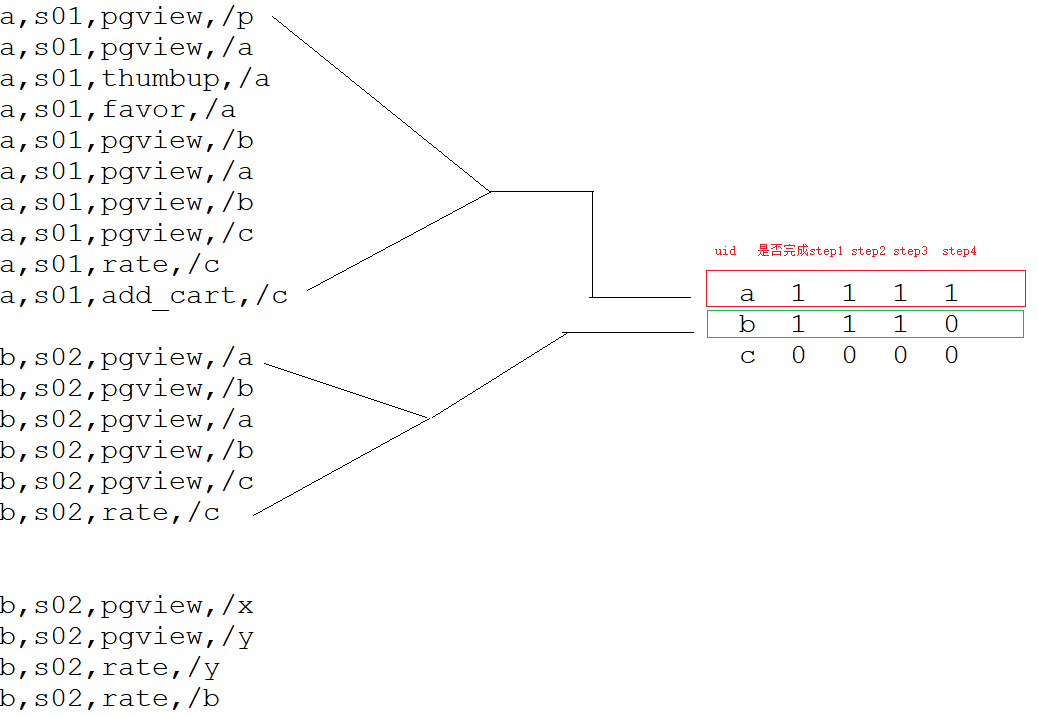 a,s01,pgview,/p
a,s01,pgview,/a
a,s01,thumbup,/a
a,s01,favor,/a
a,s01,pgview,/b
a,s01,pgview,/a
a,s01,pgview,/b
a,s01,pgview,/c
a,s01,rate,/c
a,s01,add_cart,/c
b,s02,pgview,/a
b,s02,pgview,/b
b,s02,pgview,/a
b,s02,pgview,/b
b,s02,pgview,/c
b,s02,rate,/c
b,s02,pgview,/x
b,s02,pgview,/y
b,s02,rate,/y
b,s02,rate,/b
uid 是否完成step1 step2 step3 step4
a 1 1 1 1
b 1 1 1 0
c 0 0 0 0